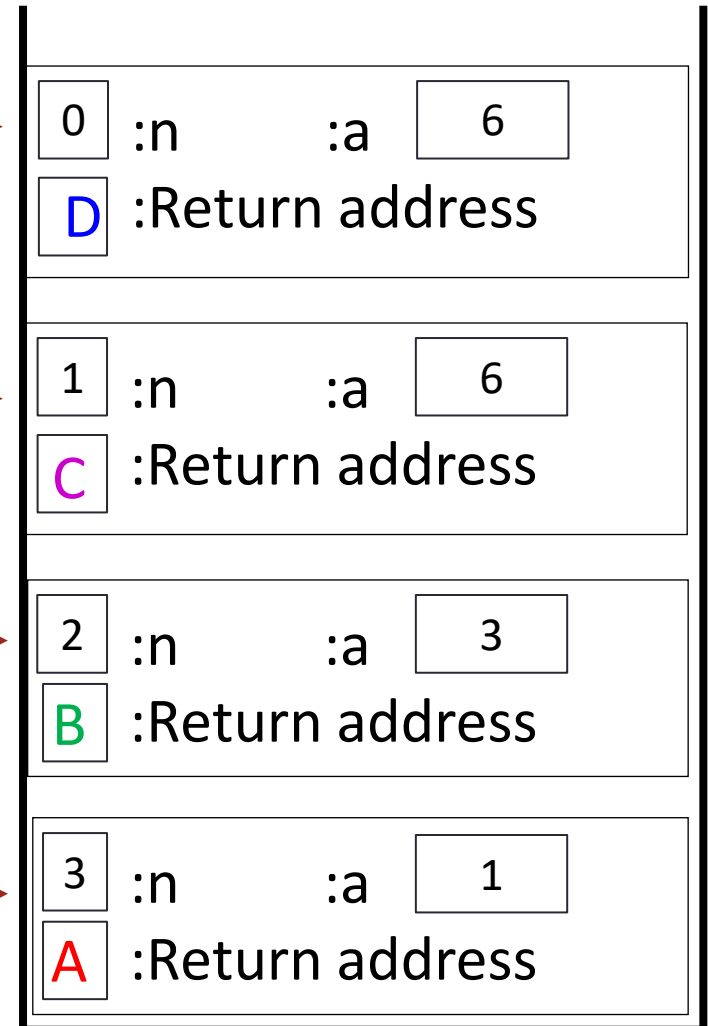 0 :n :a 6
D :Return address
1 :n :a 6
C :Return address
2 :n :a 3
B :Return address
3 :n :a 1
A :Return address